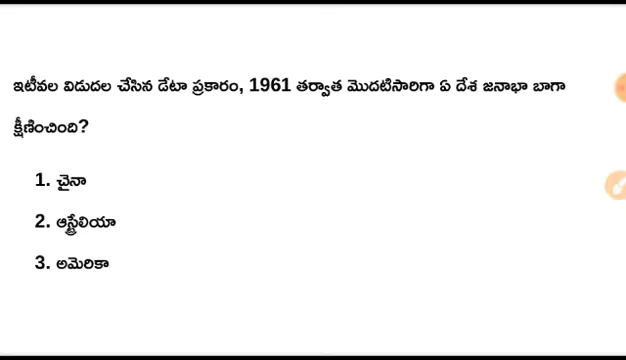 ఇటీవల విడుదల చేసిన డేటా ప్రకారం, 1961 తర్వాత మొదటిసారిగా ఏ దేశ జనాభా బాగా
క్షీణించింది?
1. చైనా
2. ఆస్ట్రేలియా
3. అమెరికా